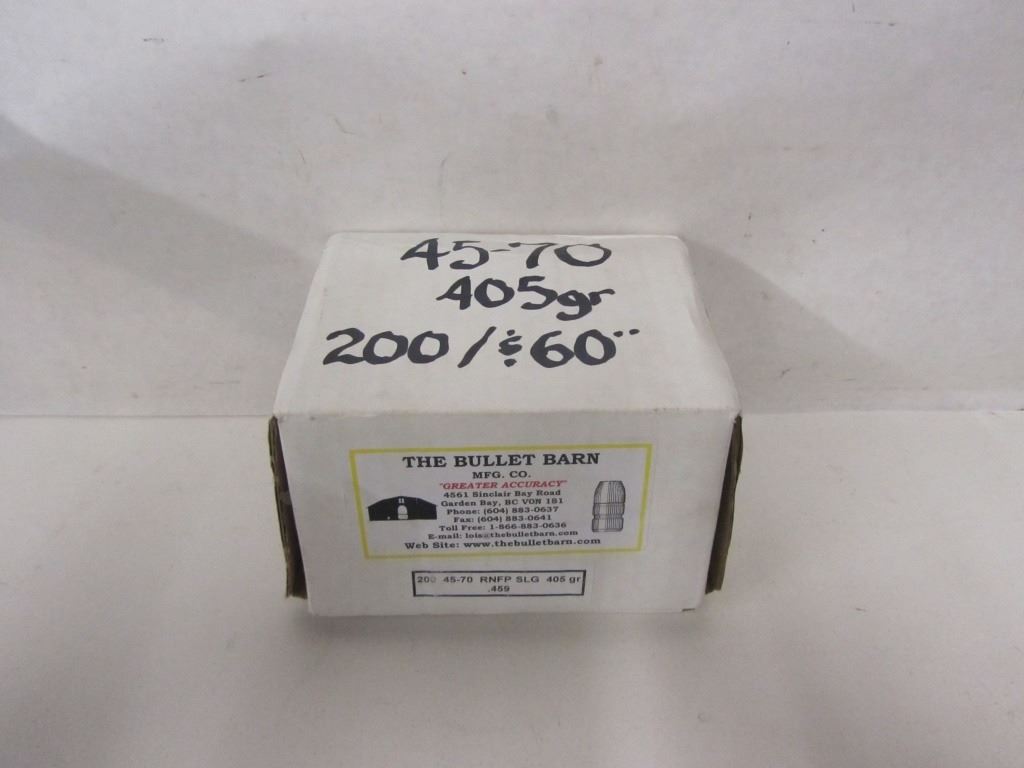 45-70
405gr
200/$60¨
THE BULLET BARN
MFG. CO.
"GREATER ACCURACY"
4561 Sinclair Bay Road
Garden Bay, BC V0N 1S1
Phone: (604) 883-0637
Fax: (604) 883-0641
Toll Free: 1-866-883-0636
E-mail: lois@thebulletbarn.com
Web Site: www.thebulletbarn.com
200 45-70 RNFP SLG 405 gr
.459